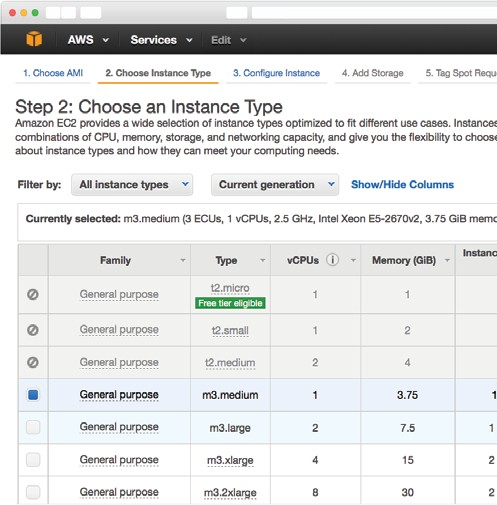 AWS Services Edit
1. Choose AMI 2. Choose Instance Type 3. Configure Instance 4. Add Storage 5. Tag Spot Requ
Step 2: Choose an Instance Type
Amazon EC2 provides a wide selection of instance types optimized to fit different use cases. Instances
combinations of CPU, memory, storage, and networking capacity, and give you the flexibility to choose
about instance types and how they can meet your computing needs.
Filter by: All instance types Current generation Show/Hide Columns
Currently selected: m3.medium (3 ECUs, 1 vCPUs, 2.5 GHz, Intel Xeon E5-2670v2, 3.75 GiB memo
Family Type vCPUs i Memory (GiB) Instanc
General purpose t2.micro 1 1
Free tier eligible
General purpose t2.small 1 2
General purpose t2.medium 2 4
General purpose m3.medium 1 3.75 1
General purpose m3.large 2 7.5 1
General purpose m3.xlarge 4 15 2
General purpose m3.2xlarge 8 30 2